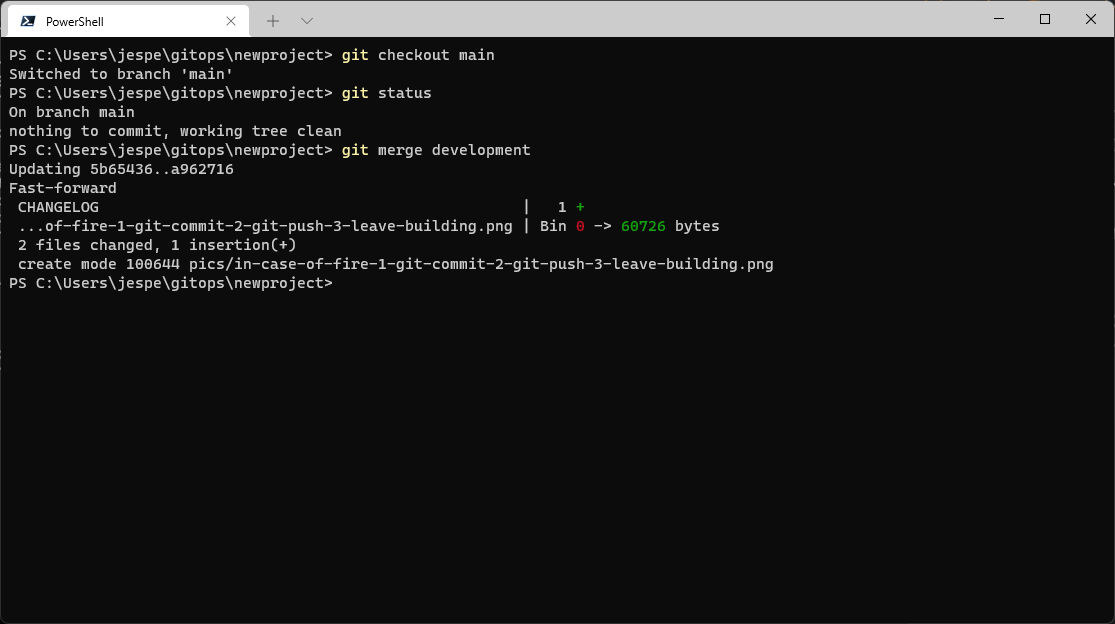 PowerShell
PS C:\Users\jespe\gitops\newproject> git checkout main
Switched to branch 'main'
PS C:\Users\jespe\gitops\newproject> git status
On branch main
nothing to commit, working tree clean
PS C:\Users\jespe\gitops\newproject> git merge development
Updating 5b65436..a962716
Fast-forward
 CHANGELOG                                               |   1 +
 ...of-fire-1-git-commit-2-git-push-3-leave-building.png | Bin 0 -> 60726 bytes
 2 files changed, 1 insertion(+)
 create mode 100644 pics/in-case-of-fire-1-git-commit-2-git-push-3-leave-building.png
PS C:\Users\jespe\gitops\newproject>